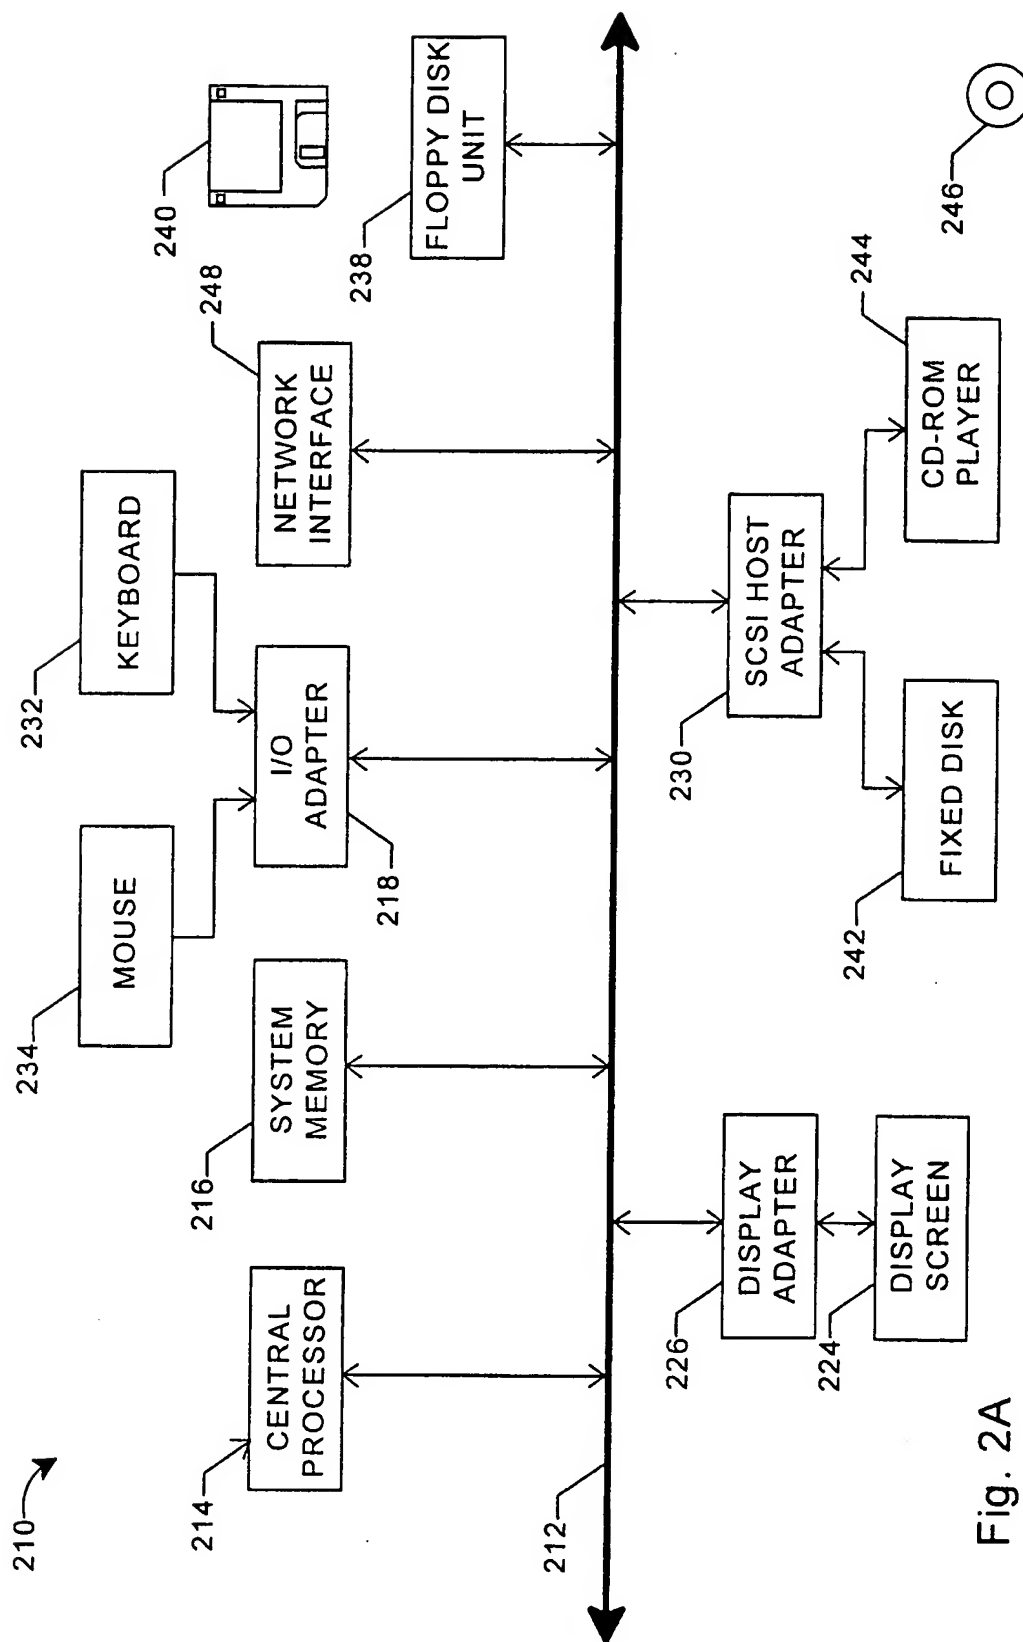 210
234
MOUSE
232
KEYBOARD
240
214
CENTRAL
PROCESSOR
216
SYSTEM
MEMORY
I/O
ADAPTER
218
248
NETWORK
INTERFACE
238
FLOPPY DISK
UNIT
212
226
DISPLAY
ADAPTER
230
SCSI HOST
ADAPTER
224
DISPLAY
SCREEN
242
FIXED DISK
244
CD-ROM
PLAYER
246
Fig. 2A